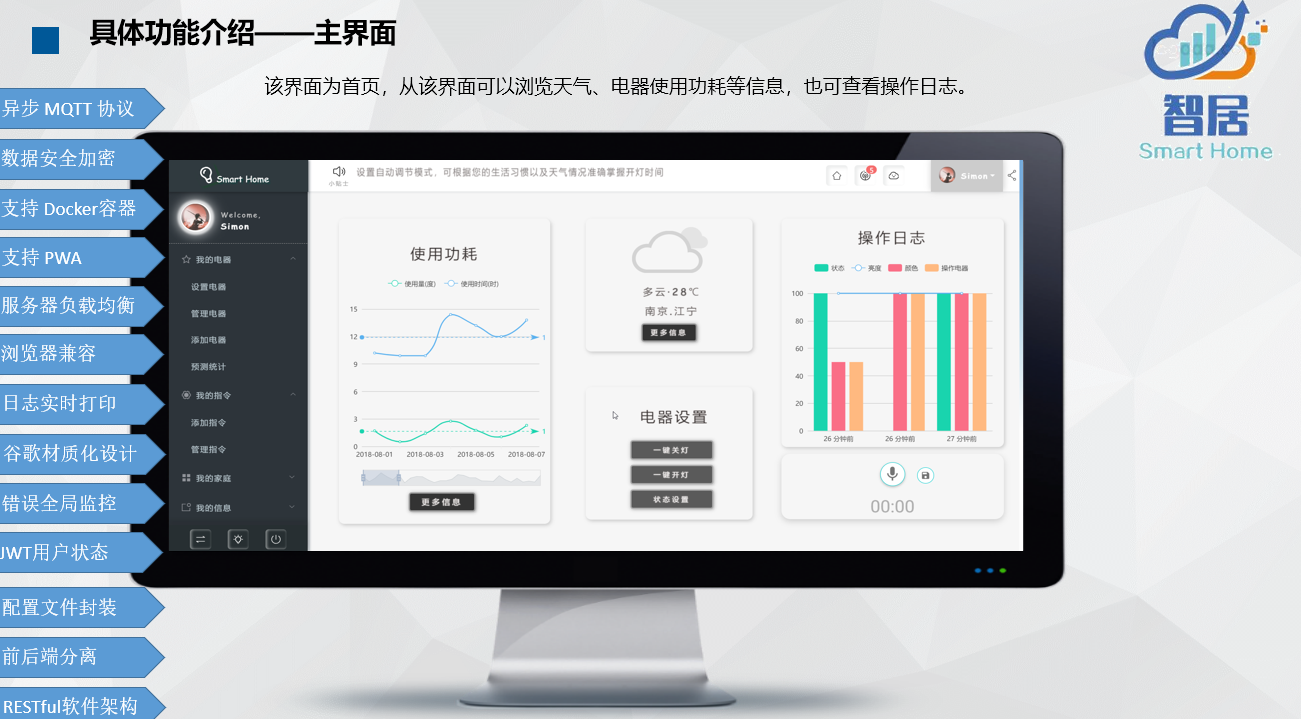 具体功能介绍——主界面
该界面为首页，从该界面可以浏览天气、电器使用功耗等信息，也可查看操作日志。
智居
Smart Home
异步 MQTT 协议
数据安全加密
支持 Docker容器
支持 PWA
服务器负载均衡
浏览器兼容
日志实时打印
谷歌材质化设计
错误全局监控
JWT用户状态
配置文件封装
前后端分离
RESTful软件架构
Smart Home
Welcome,
Simon
我的电器
设置电器
管理电器
添加电器
预测统计
我的指令
添加指令
管理指令
我的家庭
我的信息
小贴士
设置自动调节模式，可根据您的生活习惯以及天气情况准确掌握开灯时间
5
Simon
使用功耗
使用量(度) 使用时间(时)
15
12
1
9
6
3
1
0
2018-08-01 2018-08-03 2018-08-05 2018-08-07
更多信息
多云·28℃
南京.江宁
更多信息
电器设置
一键关灯
一键开灯
状态设置
操作日志
状态 亮度 颜色 操作电器
100
80
60
40
20
0
26 分钟前 26 分钟前 27 分钟前
00:00